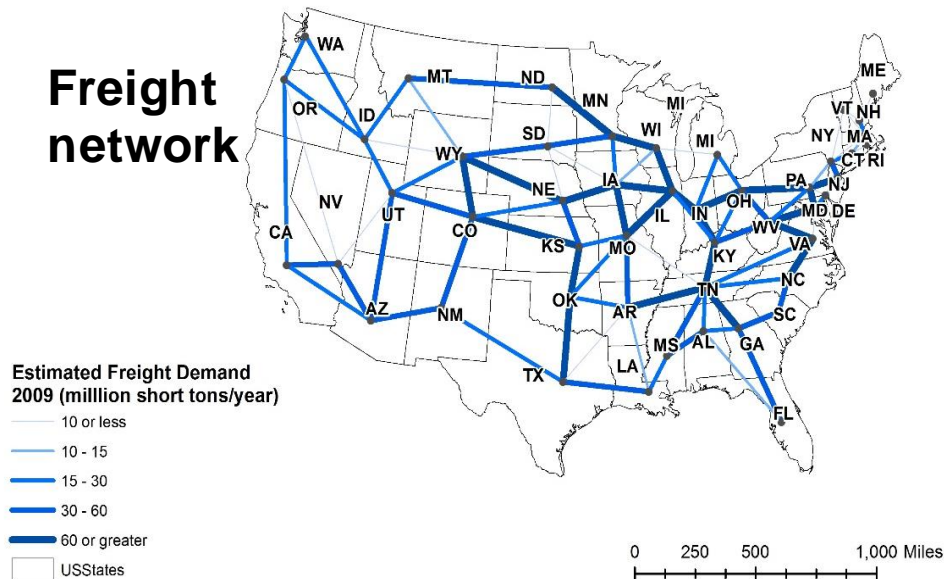 Freight
network
WA
MT
ND
ME
OR
ID
MN
MI
VT
NH
SD
WI
MI
NY
MA
WY
CT
RI
NE
IA
PA
NJ
NV
UT
IL
IN
OH
MD
DE
CA
CO
KS
MO
WV
VA
KY
AZ
NM
OK
AR
TN
NC
SC
TX
LA
MS
AL
GA
FL
Estimated Freight Demand
2009 (milllion short tons/year)
10 or less
10 - 15
15 - 30
30 - 60
60 or greater
USStates
0 250 500 1,000 Miles